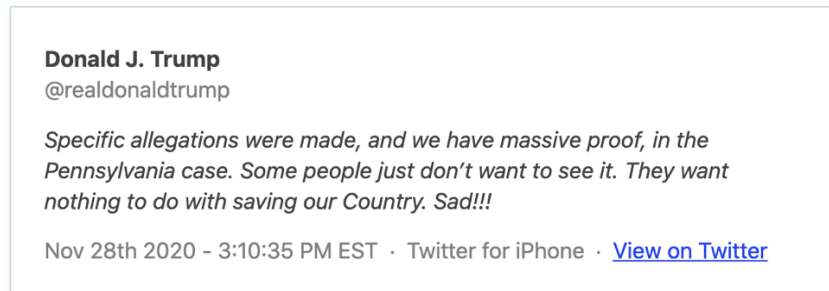 Donald J. Trump
@realdonaldtrump
Specific allegations were made, and we have massive proof, in the
Pennsylvania case. Some people just don’t want to see it. They want
nothing to do with saving our Country. Sad!!!
Nov 28th 2020 - 3:10:35 PM EST · Twitter for iPhone · View on Twitter